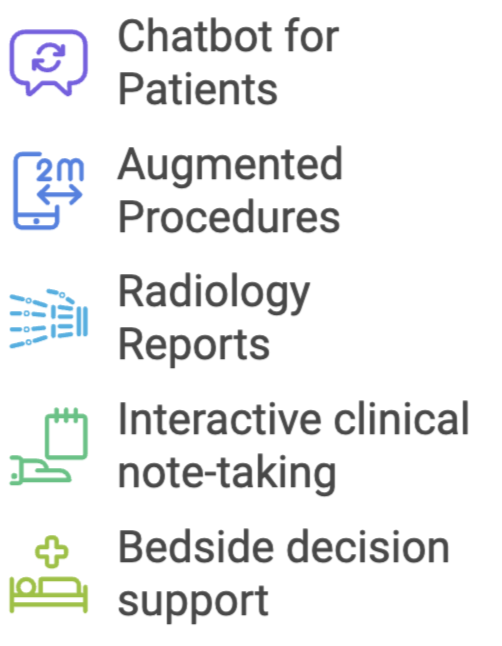 Chatbot for
Patients
2m
Augmented
Procedures
Radiology
Reports
Interactive clinical
note-taking
Bedside decision
support